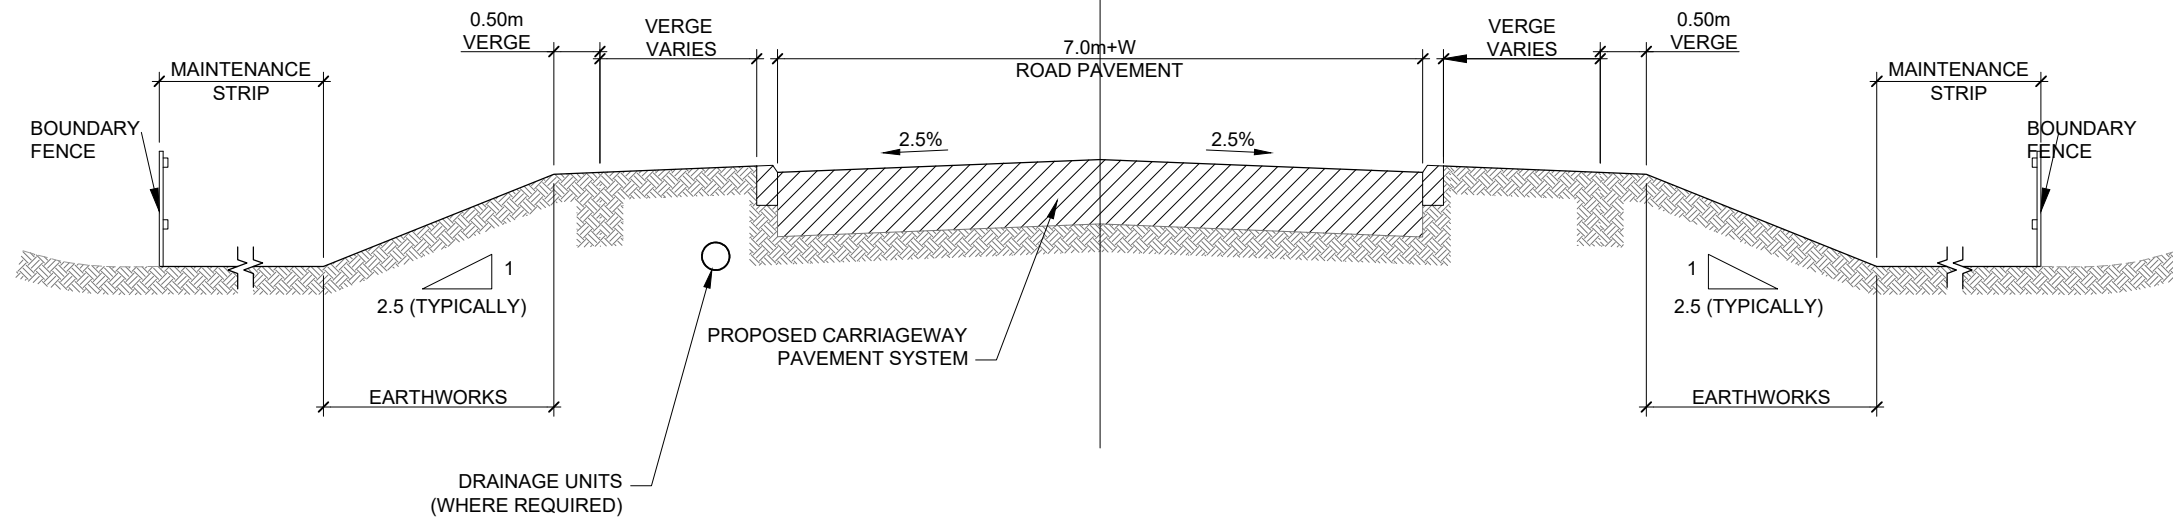 0.50m
VERGE
VERGE
VARIES
7.0m+W
ROAD PAVEMENT
VERGE
VARIES
0.50m
VERGE
MAINTENANCE
STRIP
MAINTENANCE
STRIP
BOUNDARY
FENCE
2.5%
2.5%
BOUNDARY
FENCE
1
2.5 (TYPICALLY)
1
2.5 (TYPICALLY)
PROPOSED CARRIAGEWAY
PAVEMENT SYSTEM
EARTHWORKS
EARTHWORKS
DRAINAGE UNITS
(WHERE REQUIRED)